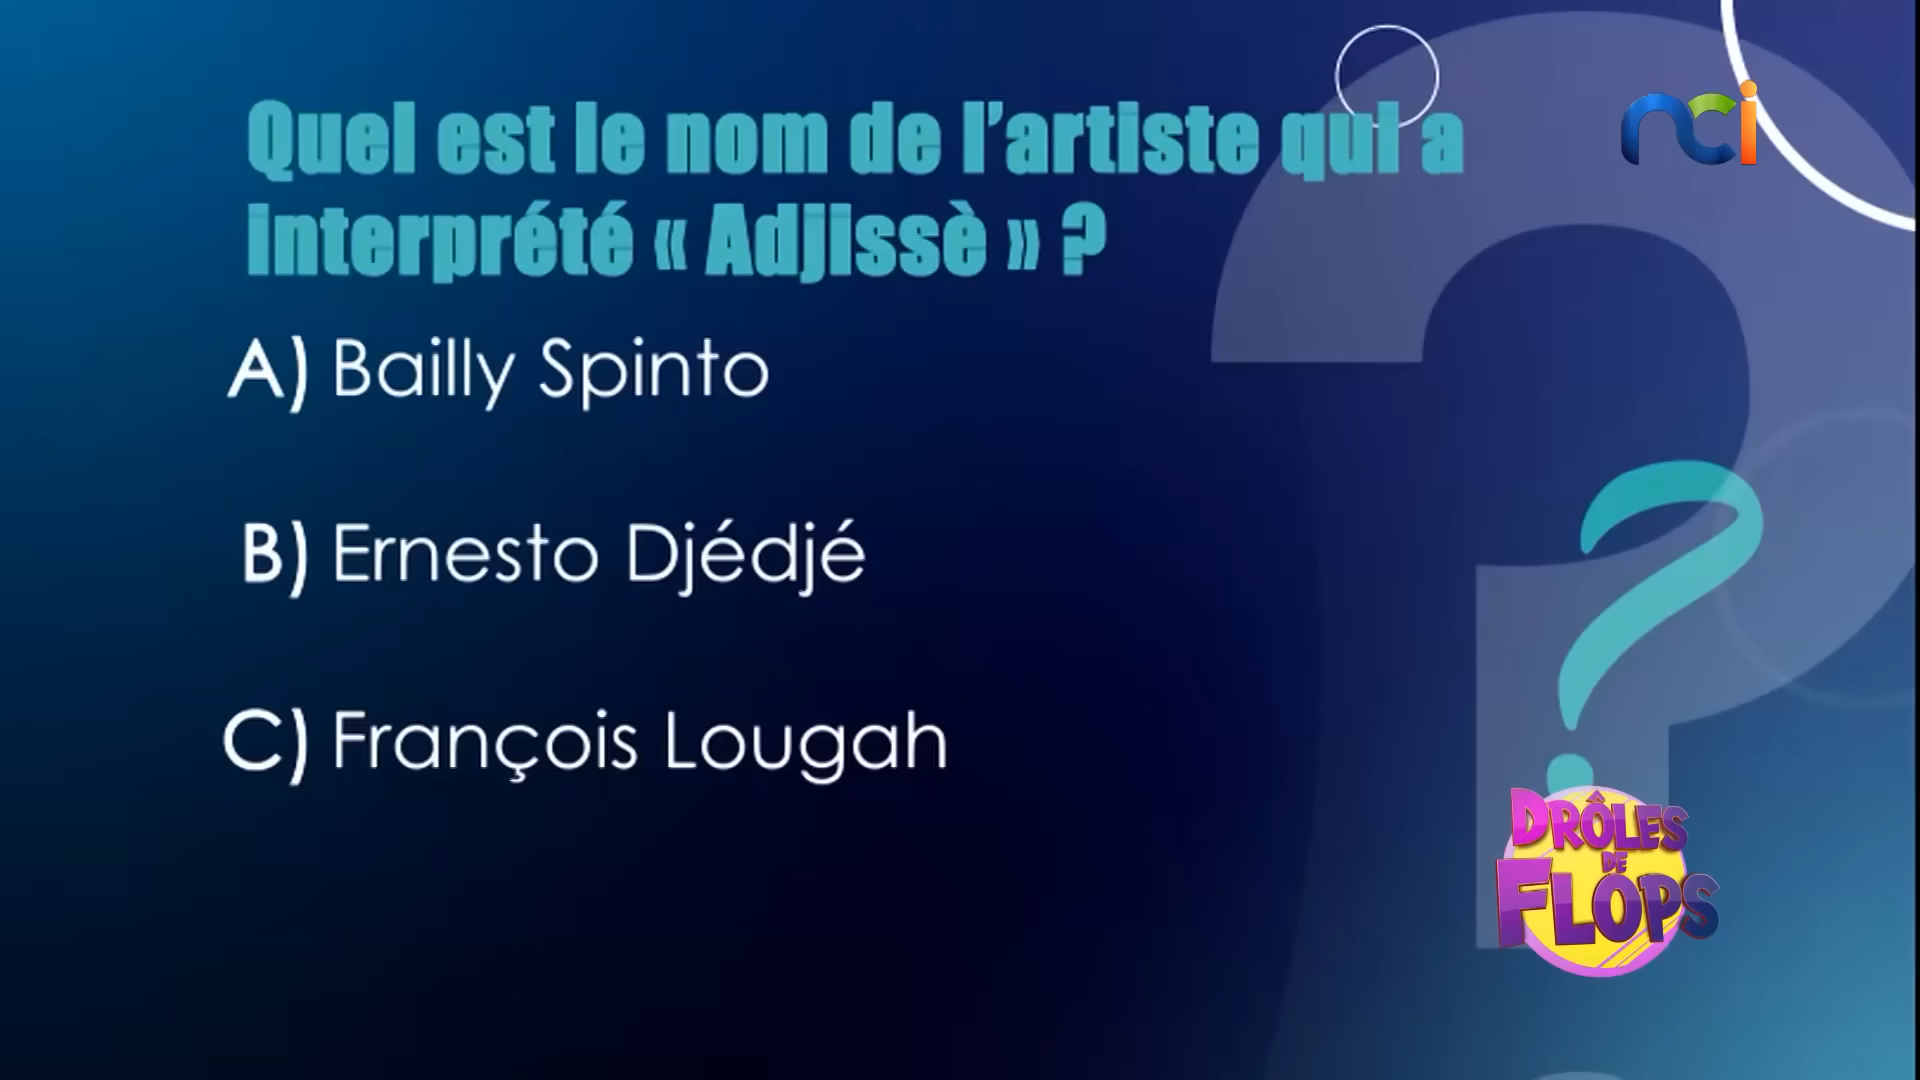 Quel est le nom de l’artiste qui a
interprété « Adjissè » ?
A) Bailly Spinto
B) Ernesto Djédjé
C) François Lougah
nci
DRÔLES
DE
FLOPS